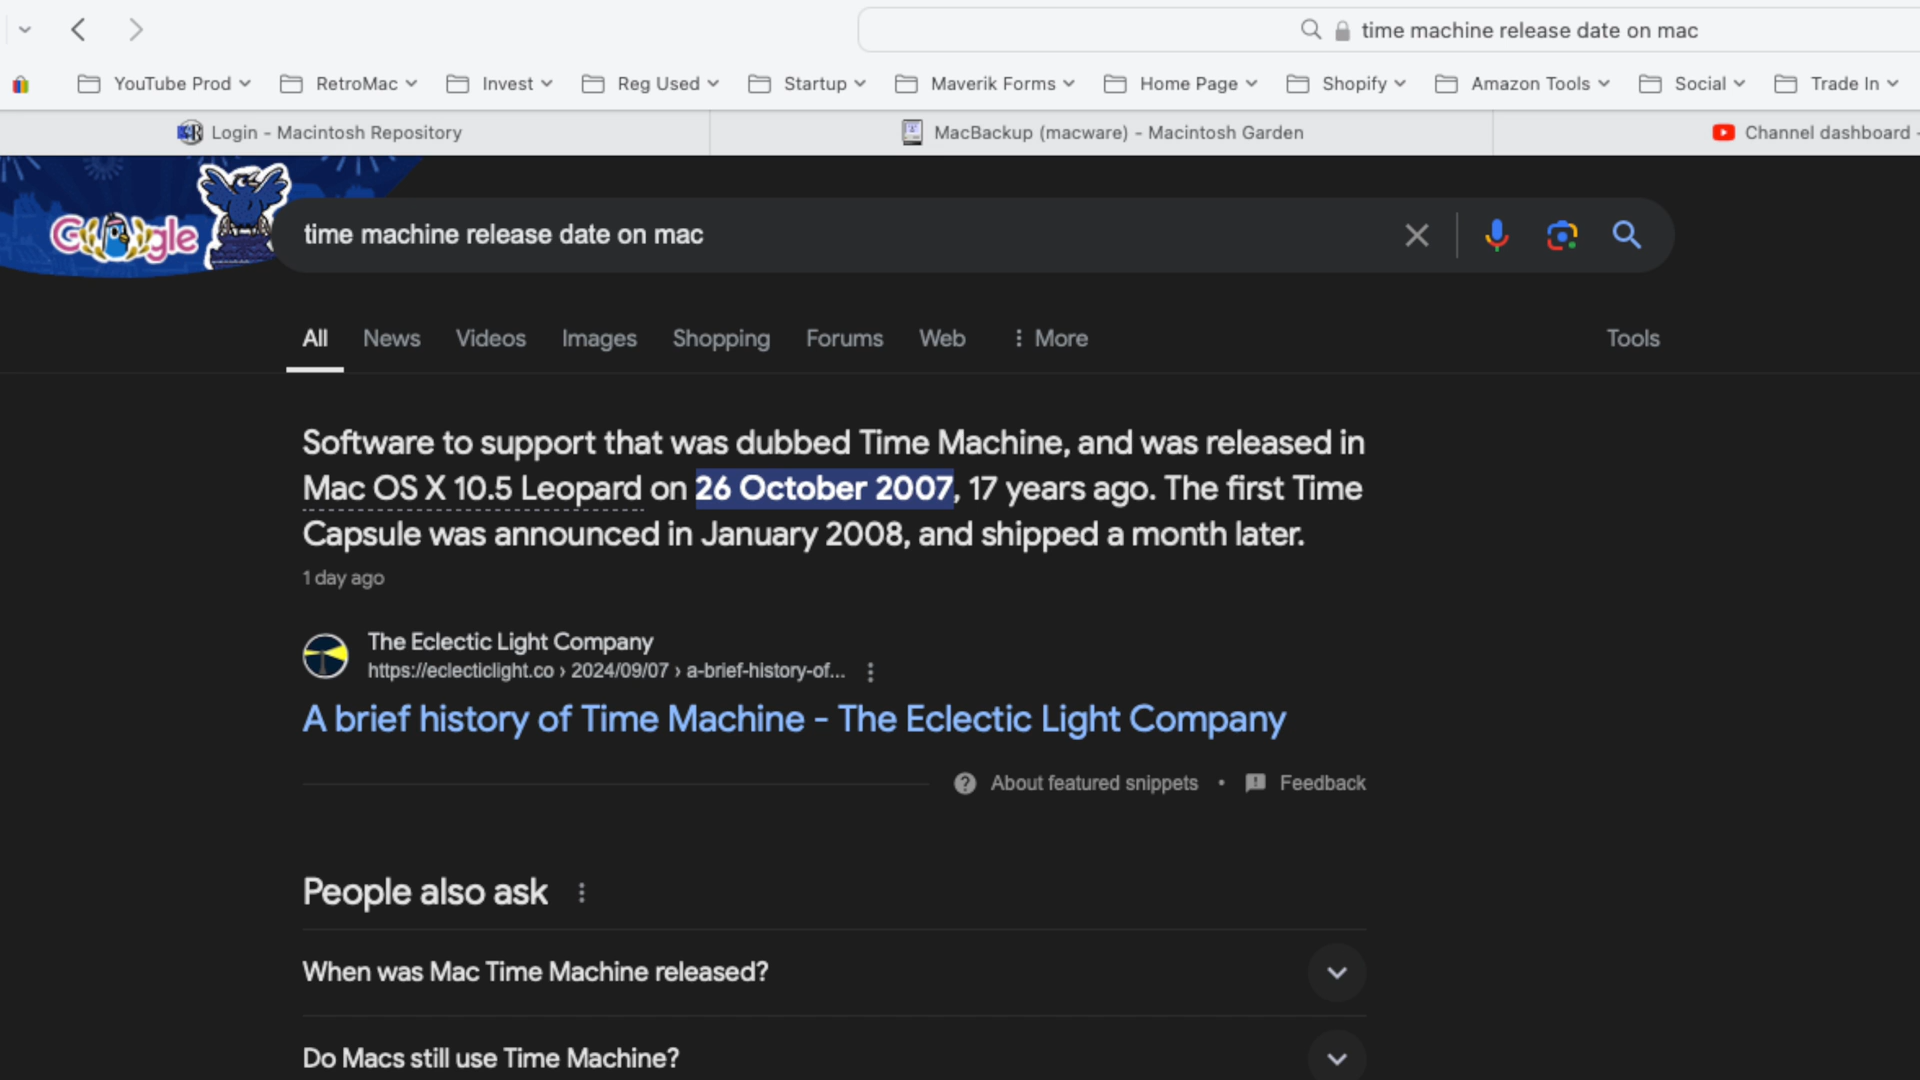 time machine release date on mac
YouTube Prod RetroMac Invest Reg Used Startup Maverik Forms Home Page Shopify Amazon Tools Social Trade In
Login - Macintosh Repository MacBackup (macware) - Macintosh Garden Channel dashboard -
Google time machine release date on mac
All News Videos Images Shopping Forums Web More Tools
Software to support that was dubbed Time Machine, and was released in
Mac OS X 10.5 Leopard on 26 October 2007, 17 years ago. The first Time
Capsule was announced in January 2008, and shipped a month later.
1 day ago
The Eclectic Light Company
https://eclecticlight.co › 2024/09/07 › a-brief-history-of...
A brief history of Time Machine - The Eclectic Light Company
About featured snippets • Feedback
People also ask
When was Mac Time Machine released?
Do Macs still use Time Machine?